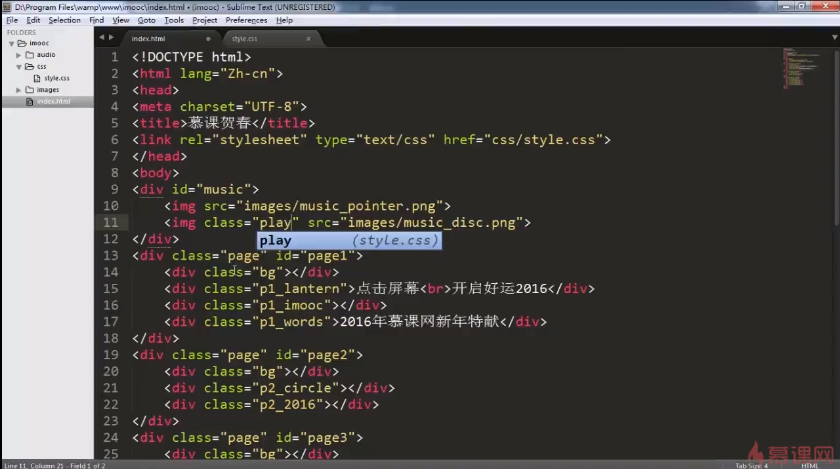 D:\Program Files\wamp\www\imooc\index.html • (imooc) - Sublime Text (UNREGISTERED)
File Edit Selection Find View Goto Tools Project Preferences Help
FOLDERS
imooc
audio
css
style.css
images
index.html
index.html
style.css
1 <!DOCTYPE html>
2 <html lang="Zh-cn">
3 <head>
4 <meta charset="UTF-8">
5 <title>慕课贺春</title>
6 <link rel="stylesheet" type="text/css" href="css/style.css">
7 </head>
8 <body>
9 <div id="music">
10 <img src="images/music_pointer.png">
11 <img class="play" src="images/music_disc.png">
play (style.css)
12 </div>
13 <div class="page" id="page1">
14 <div class="bg"></div>
15 <div class="p1_lantern">点击屏幕<br>开启好运2016</div>
16 <div class="p1_imooc"></div>
17 <div class="p1_words">2016年慕课网新年特献</div>
18 </div>
19 <div class="page" id="page2">
20 <div class="bg"></div>
21 <div class="p2_circle"></div>
22 <div class="p2_2016"></div>
23 </div>
24 <div class="page" id="page3">
25 <div class="bg"></div>
慕课网
Line 11, Column 21 - Field 1 of 2
Tab Size: 4
HTML